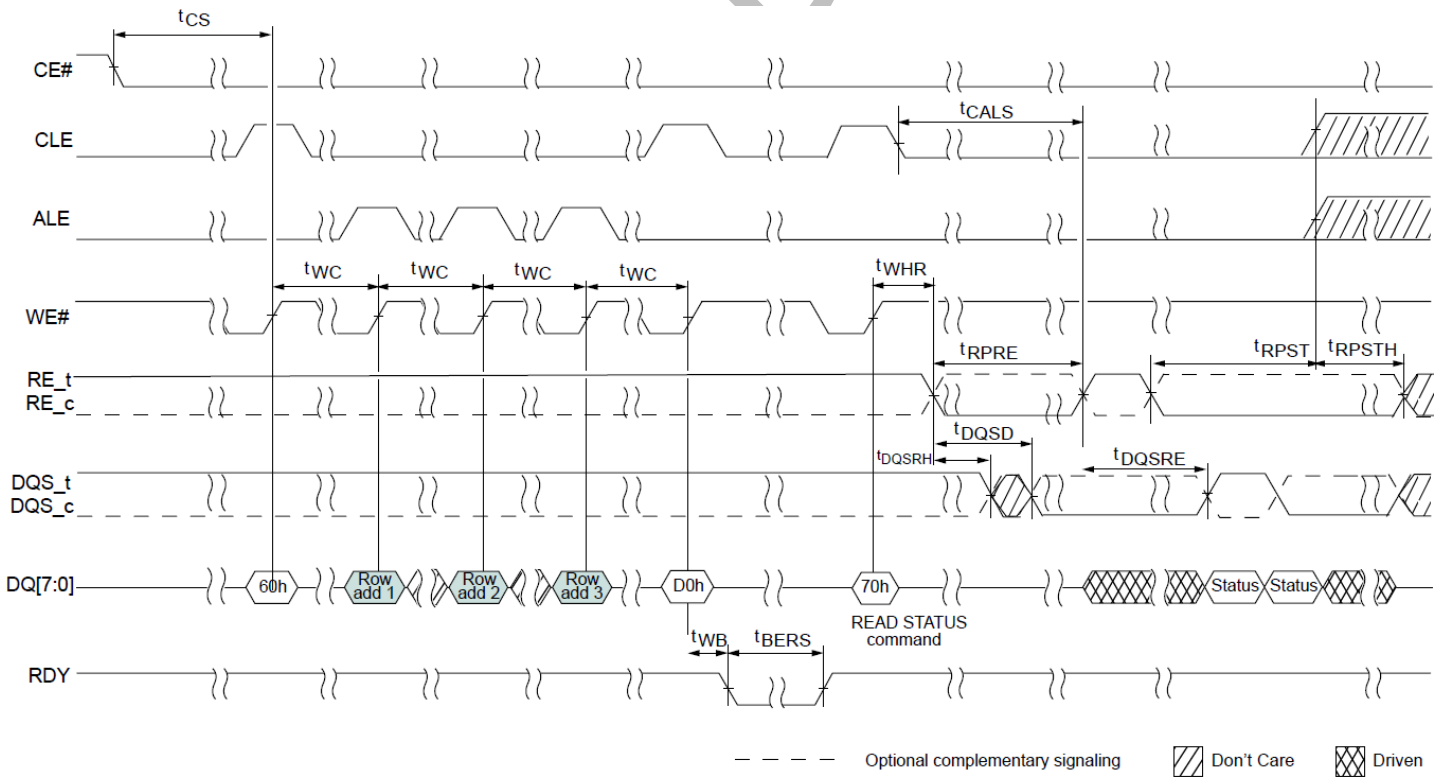 tCS
CE#
tCALS
CLE
ALE
tWC tWC tWC tWC tWHR
WE#
tRPRE tRPST tRPSTH
RE_t
RE_c
tDQSD
tDQSRH tDQSRE
DQS_t
DQS_c
DQ[7:0] 60h Row add 1 Row add 2 Row add 3 D0h 70h Status Status
READ STATUS
command
tWB tBERS
RDY
Optional complementary signaling Don't Care Driven